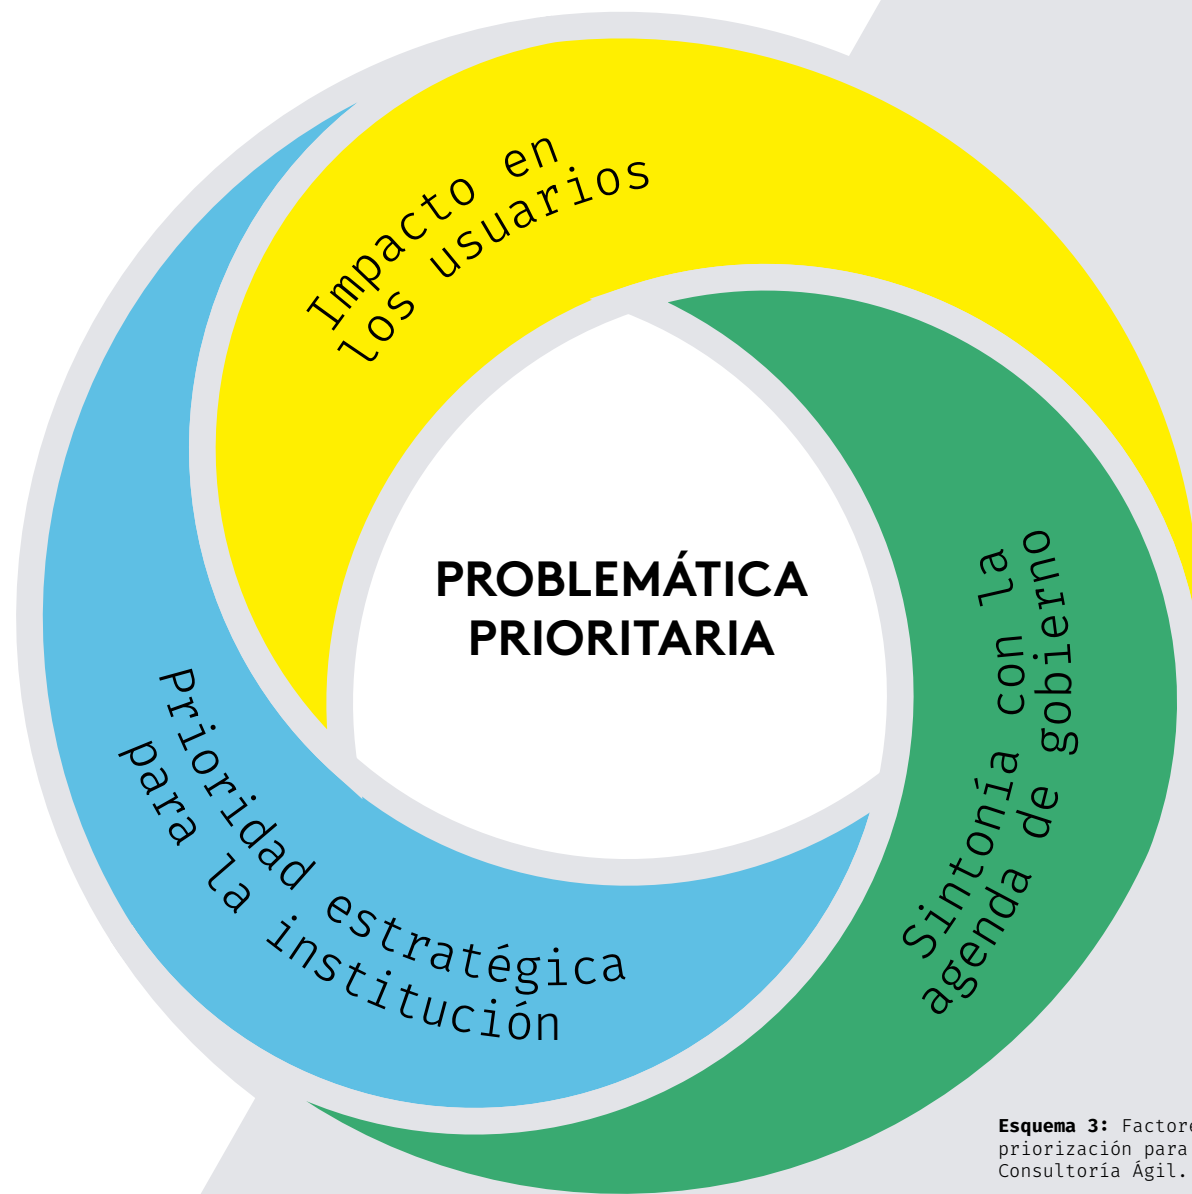 Impacto en
los usuarios
PROBLEMÁTICA
PRIORITARIA
Sintonía con la
agenda de gobierno
Prioridad estratégica
para la institución
Esquema 3:
priorización para
Consultoría Ágil.